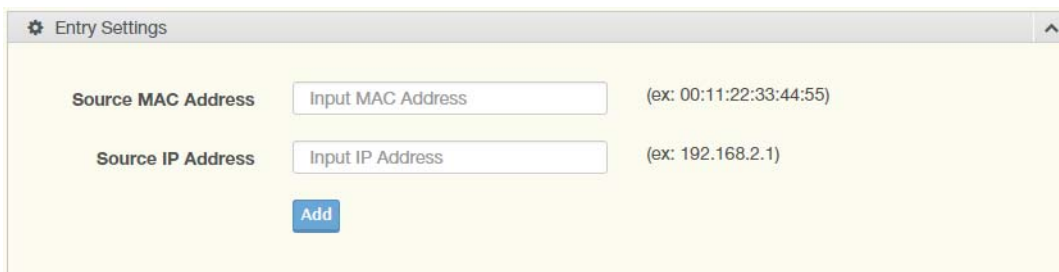 Entry Settings
Source MAC Address Input MAC Address (ex: 00:11:22:33:44:55)
Source IP Address Input IP Address (ex: 192.168.2.1)
Add